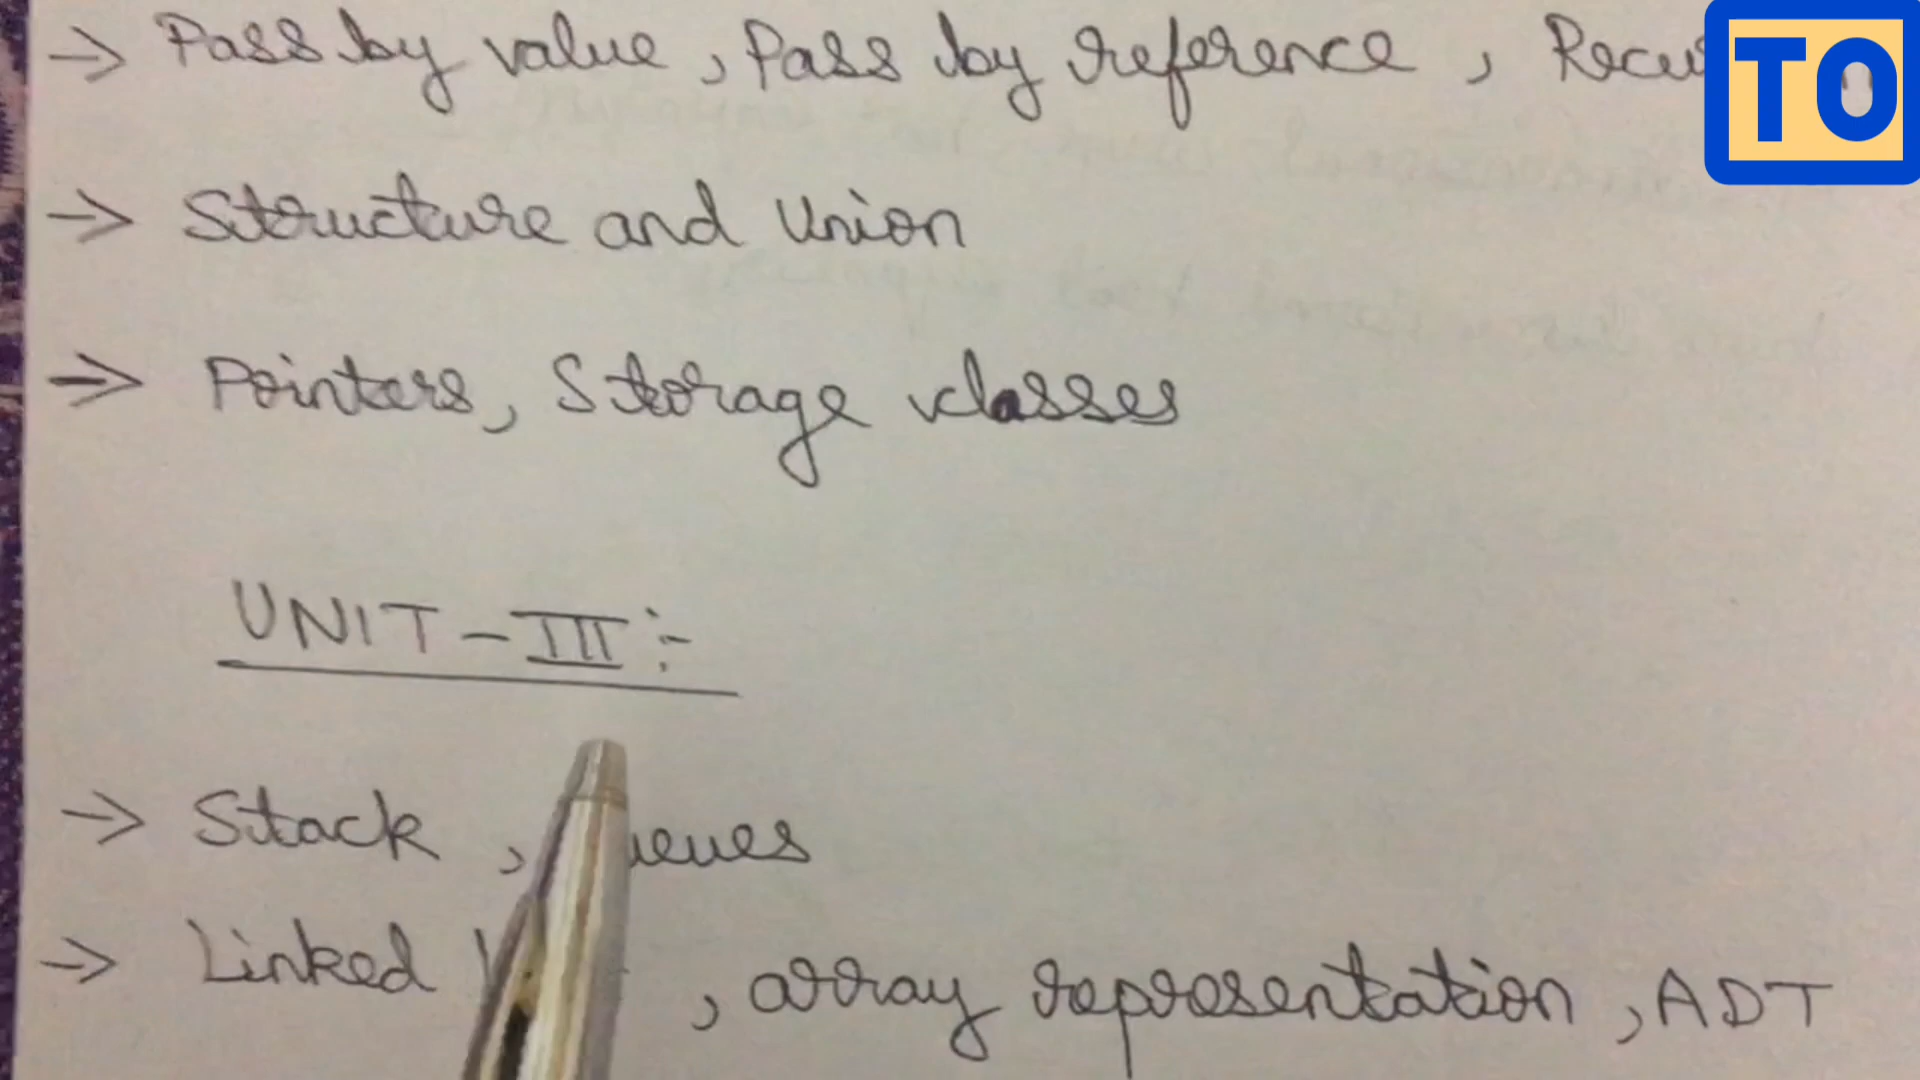 → Pass by value, Pass by reference,
TO
→ Structure and Union
→ Pointers, Storage classes
UNIT-III:-
→ Stack,
→ Linked , array representation, ADT